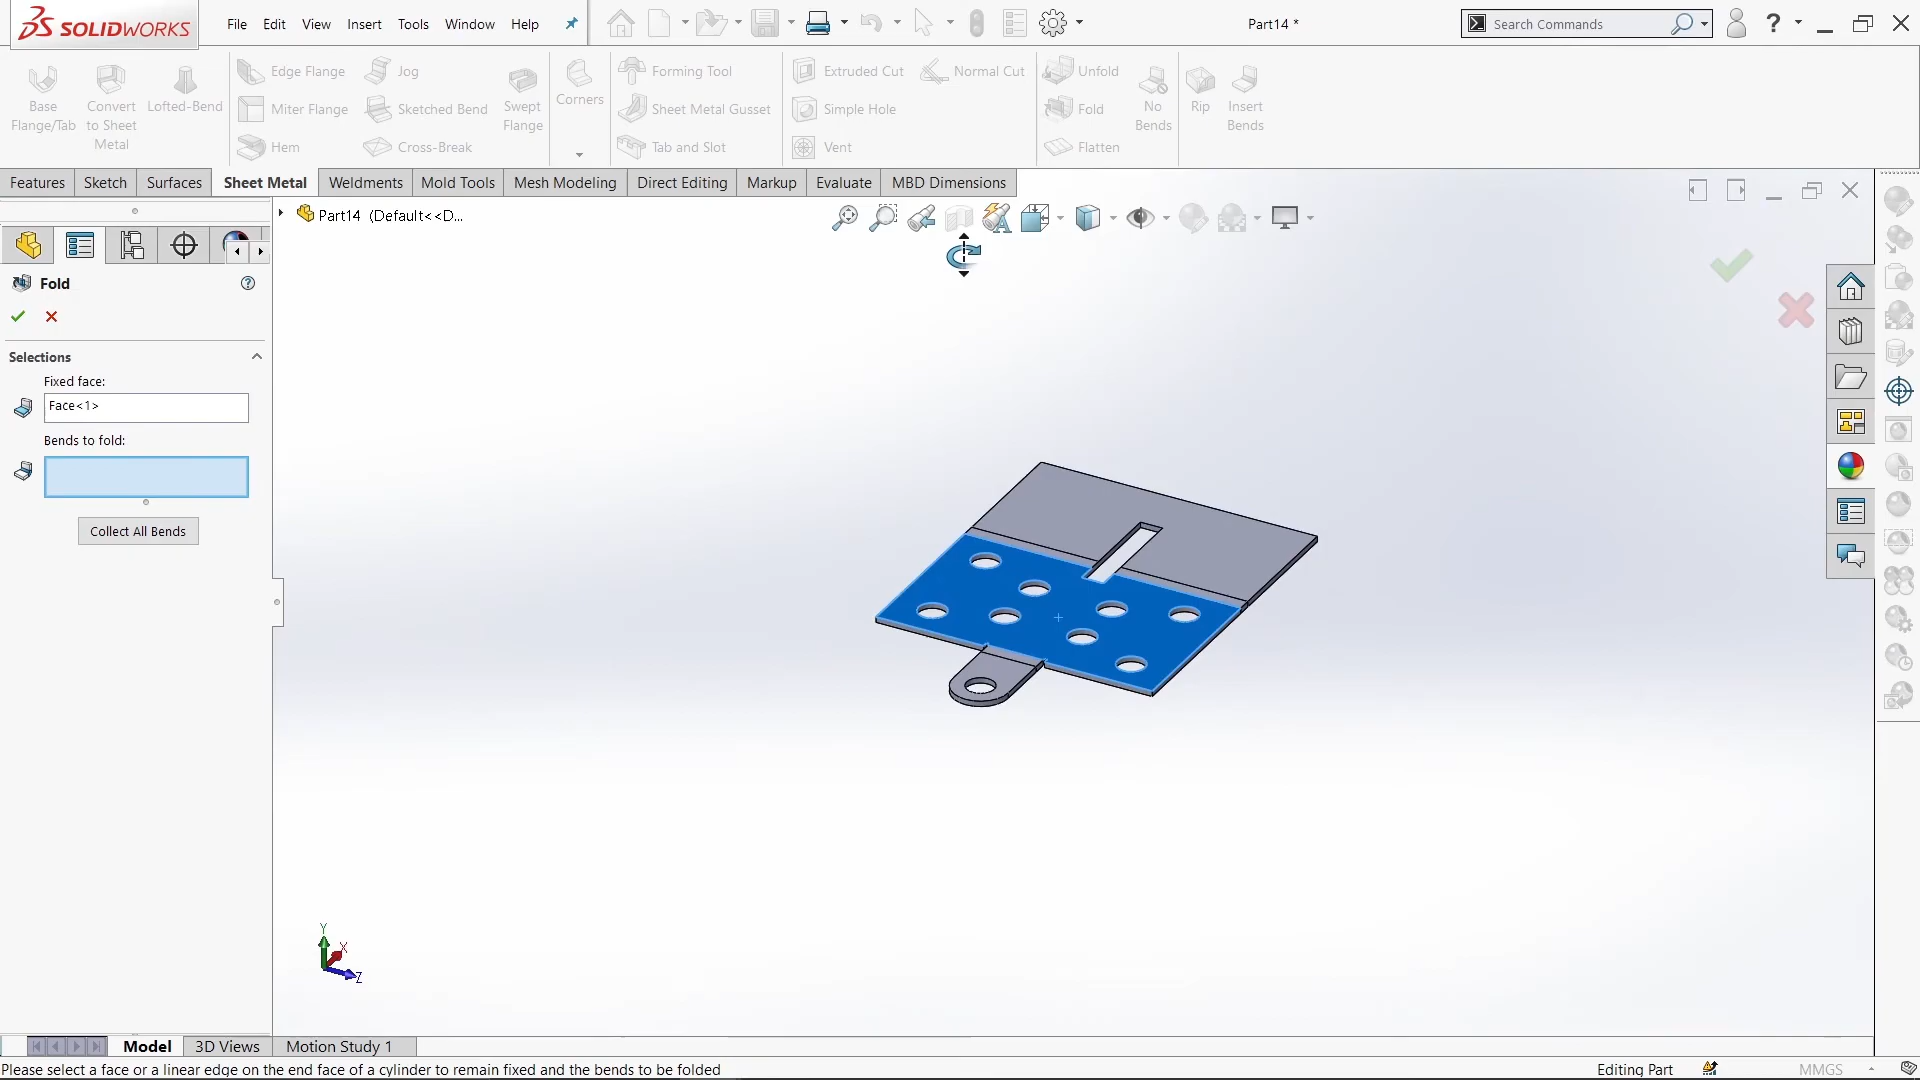 SOLIDWORKS
File Edit View Insert Tools Window Help
Part14 *
Search Commands
Base Flange/Tab
Convert to Sheet Metal
Lofted-Bend
Edge Flange
Miter Flange
Hem
Jog
Sketched Bend
Cross-Break
Swept Flange
Corners
Forming Tool
Sheet Metal Gusset
Tab and Slot
Extruded Cut
Simple Hole
Vent
Normal Cut
Unfold
Fold
Flatten
No Bends
Rip
Insert Bends
Features Sketch Surfaces Sheet Metal Weldments Mold Tools Mesh Modeling Direct Editing Markup Evaluate MBD Dimensions
Part14 (Default<<D...
Fold
Selections
Fixed face:
Face<1>
Bends to fold:
Collect All Bends
Y
X
Z
Model 3D Views Motion Study 1
Please select a face or a linear edge on the end face of a cylinder to remain fixed and the bends to be folded
Editing Part
MMGS